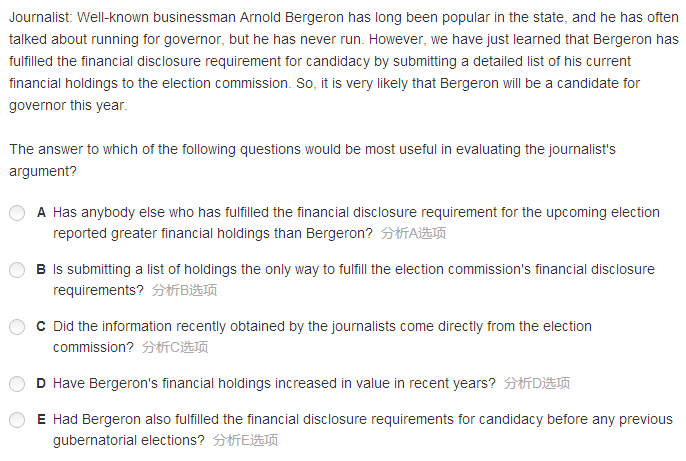 Journalist: Well-known businessman Arnold Bergeron has long been popular in the state, and he has often
talked about running for governor, but he has never run. However, we have just learned that Bergeron has
fulfilled the financial disclosure requirement for candidacy by submitting a detailed list of his current
financial holdings to the election commission. So, it is very likely that Bergeron will be a candidate for
governor this year.
The answer to which of the following questions would be most useful in evaluating the journalist's
argument?
A Has anybody else who has fulfilled the financial disclosure requirement for the upcoming election
reported greater financial holdings than Bergeron? 分析A选项
B Is submitting a list of holdings the only way to fulfill the election commission's financial disclosure
requirements? 分析B选项
C Did the information recently obtained by the journalists come directly from the election
commission? 分析C选项
D Have Bergeron's financial holdings increased in value in recent years? 分析D选项
E Had Bergeron also fulfilled the financial disclosure requirements for candidacy before any previous
gubernatorial elections? 分析E选项